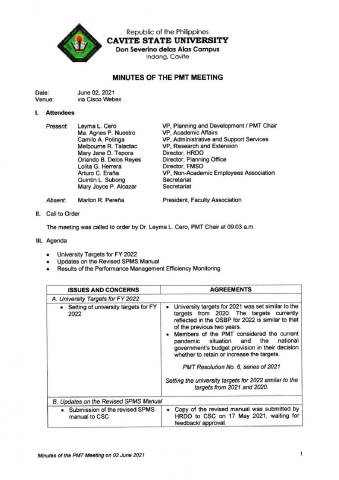 Republic of the Philippines
CAVITE STATE UNIVERSITY
Don Severino delas Alas Campus
Indang, Cavite
MINUTES OF THE PMT MEETING
Date: June 02, 2021
Venue: via Cisco Webex
I. Attendees
Present: Leyma L. Cero VP, Planning and Development / PMT Chair
Ma. Agnes P. Nuestro VP, Academic Affairs
Camilo A. Polinga VP, Administrative and Support Services
Melbourne R. Talactac VP, Research and Extension
Mary Jane D. Tepora Director, HRDO
Orlando B. Delos Reyes Director, Planning Office
Lolita G. Herrera Director, FMSO
Arturo C. Eraña VP, Non-Academic Employees Association
Quintin L. Subong Secretariat
Mary Joyce P. Alcazar Secretariat
Absent: Marlon R. Pereña President, Faculty Association
II. Call to Order
The meeting was called to order by Dr. Leyma L. Cero, PMT Chair at 09:03 a.m.
III. Agenda
• University Targets for FY 2022
• Updates on the Revised SPMS Manual
• Results of the Performance Management Efficiency Monitoring
ISSUES AND CONCERNS AGREEMENTS
A. University Targets for FY 2022
• Setting of university targets for FY
2022
• University targets for 2021 was set similar to the
targets from 2020. The targets currently
reflected in the OSBP for 2022 is similar to that
of the previous two years.
• Members of the PMT considered the current
pandemic situation and the national
government's budget provision in their decision
whether to retain or increase the targets.
PMT Resolution No. 6, series of 2021
Setting the university targets for 2022 similar to the
targets from 2021 and 2020.
B. Updates on the Revised SPMS Manual
• Submission of the revised SPMS
manual to CSC
• Copy of the revised manual was submitted by
HRDO to CSC on 17 May 2021, waiting for
feedback/ approval.
Minutes of the PMT Meeting on 02 June 2021 1